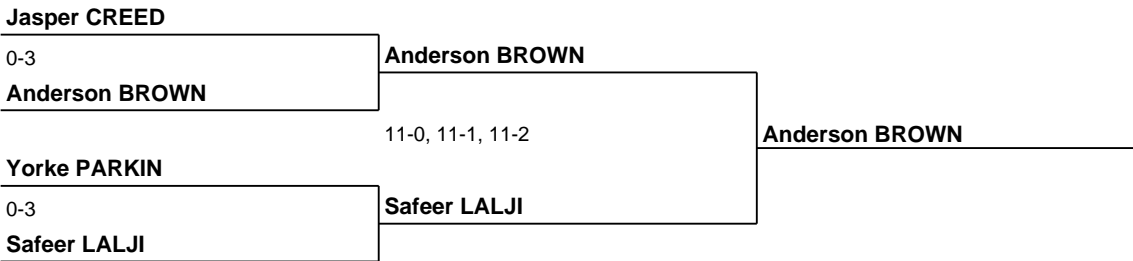 Jasper CREED
0-3
Anderson BROWN
Anderson BROWN
11-0, 11-1, 11-2
Anderson BROWN
Yorke PARKIN
0-3
Safeer LALJI
Safeer LALJI